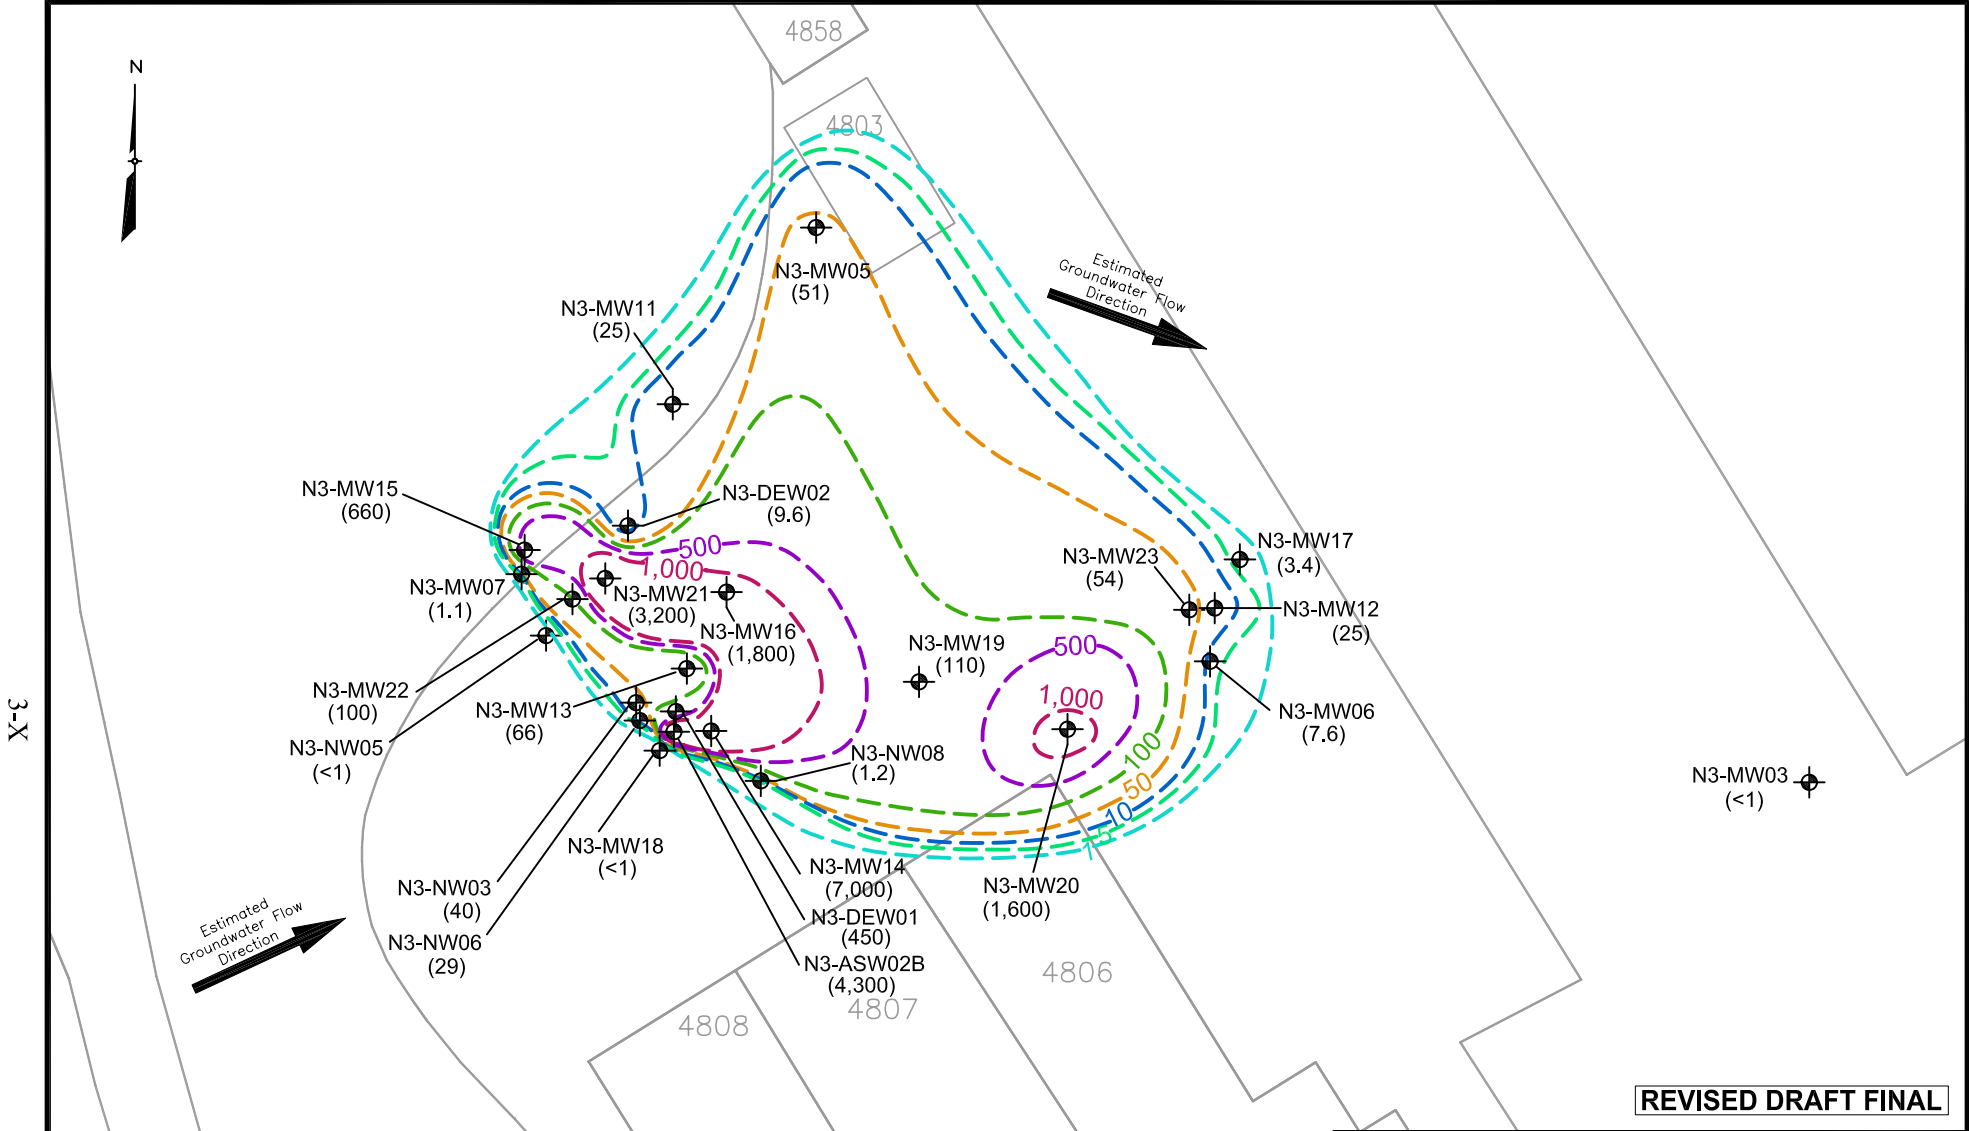 4858
N
4803
Estimated
Groundwater Flow
Direction
N3-MW05
(51)
N3-MW11
(25)
N3-MW15
(660)
N3-DEW02
(9.6)
N3-MW17
(3.4)
N3-MW23
(54)
500
1,000
N3-MW07
(1.1)
N3-MW21
(3,200)
N3-MW12
(25)
N3-MW16
(1,800)
N3-MW19
(110)
500
1,000
N3-MW22
(100)
N3-MW13
(66)
N3-MW06
(7.6)
N3-NW05
(<1)
N3-NW08
(1.2)
100
50
10
5
1
N3-MW03
(<1)
3-X
N3-MW18
(<1)
N3-MW14
(7,000)
N3-MW20
(1,600)
N3-NW03
(40)
N3-DEW01
(450)
N3-NW06
(29)
N3-ASW02B
(4,300)
Estimated
Groundwater Flow
Direction
4806
4807
4808
REVISED DRAFT FINAL